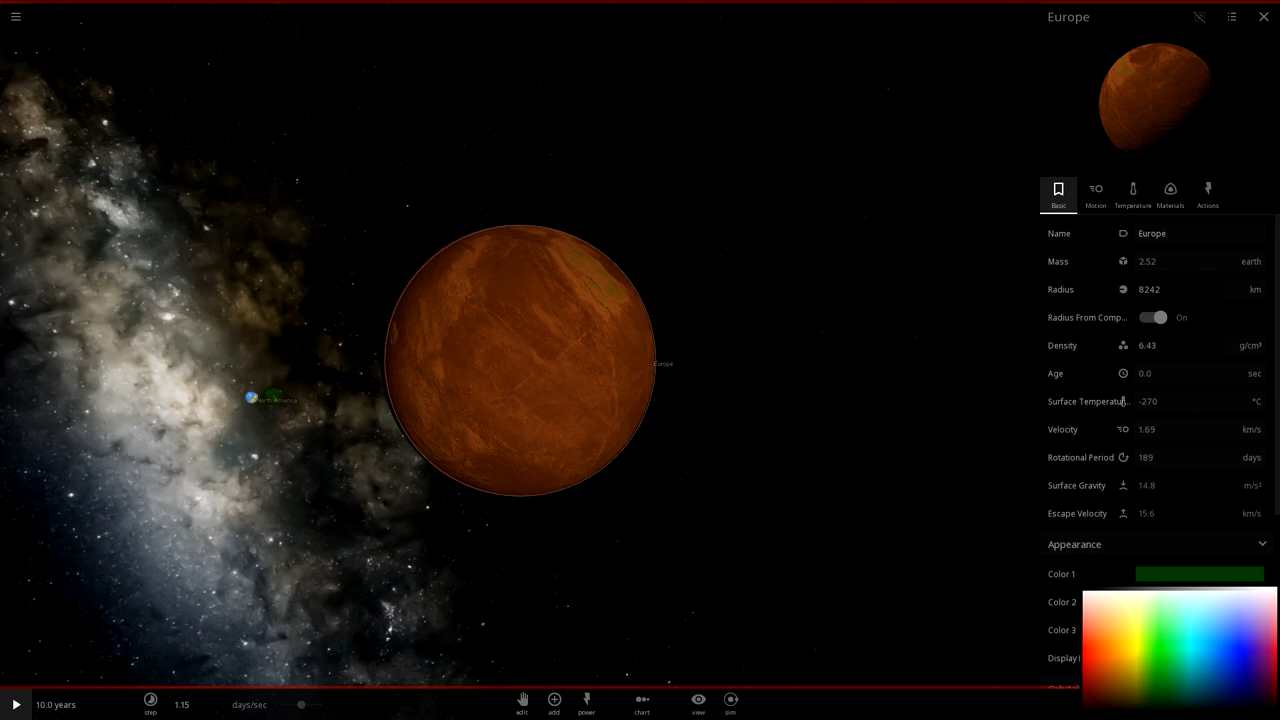 Europe
Basic
Motion
Temperature
Materials
Actions
Name Europe
Mass 2.52 earth
Radius 8242 km
Radius From Comp... On
Density 6.43 g/cm³
Age 0.0 sec
Surface Temperatu... -270 °C
Velocity 1.69 km/s
Rotational Period 189 days
Surface Gravity 14.8 m/s²
Escape Velocity 15.6 km/s
Appearance
Color 1
Color 2
Color 3
Display
Europe
North America
10.0 years
step
1.15 days/sec
edit
add
power
chart
view
sim